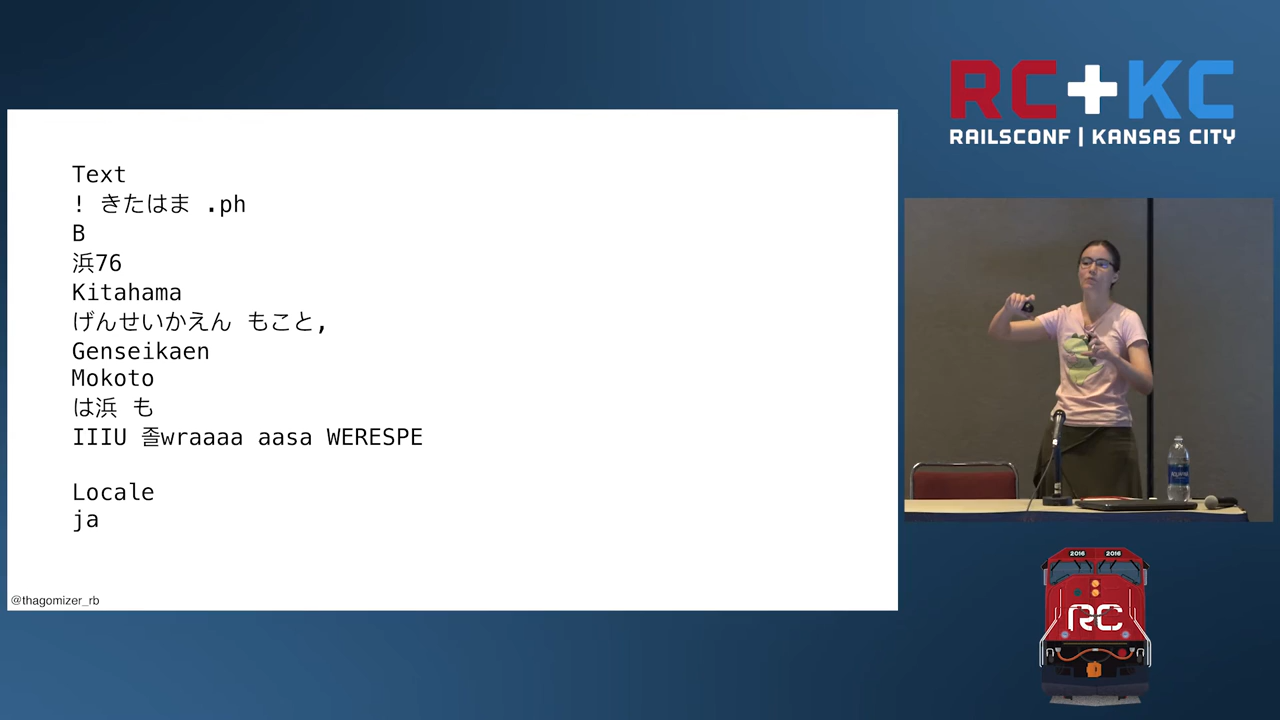 Text
! きたはま .ph
B
浜76
Kitahama
げんせいかえん もこと,
Genseikaen
Mokoto
は浜 も
IIIU 졸wraaaa aasa WERESPE
Locale
ja
@thagomizer_rb
RC+KC
RAILSCONF | KANSAS CITY
2016 2016
RC